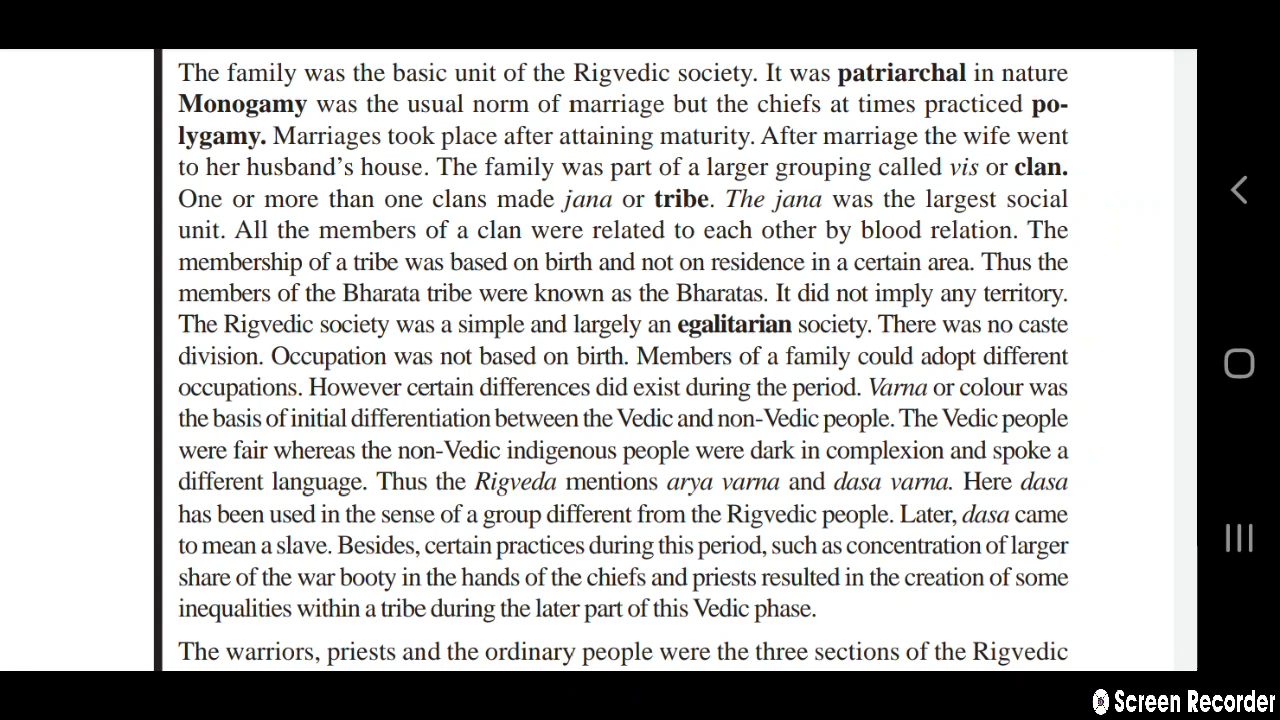 The family was the basic unit of the Rigvedic society. It was patriarchal in nature
Monogamy was the usual norm of marriage but the chiefs at times practiced po-
lygamy. Marriages took place after attaining maturity. After marriage the wife went
to her husband's house. The family was part of a larger grouping called vis or clan.
One or more than one clans made jana or tribe. The jana was the largest social
unit. All the members of a clan were related to each other by blood relation. The
membership of a tribe was based on birth and not on residence in a certain area. Thus the
members of the Bharata tribe were known as the Bharatas. It did not imply any territory.
The Rigvedic society was a simple and largely an egalitarian society. There was no caste
division. Occupation was not based on birth. Members of a family could adopt different
occupations. However certain differences did exist during the period. Varna or colour was
the basis of initial differentiation between the Vedic and non-Vedic people. The Vedic people
were fair whereas the non-Vedic indigenous people were dark in complexion and spoke a
different language. Thus the Rigveda mentions arya varna and dasa varna. Here dasa
has been used in the sense of a group different from the Rigvedic people. Later, dasa came
to mean a slave. Besides, certain practices during this period, such as concentration of larger
share of the war booty in the hands of the chiefs and priests resulted in the creation of some
inequalities within a tribe during the later part of this Vedic phase.
The warriors, priests and the ordinary people were the three sections of the Rigvedic
Screen Recorder